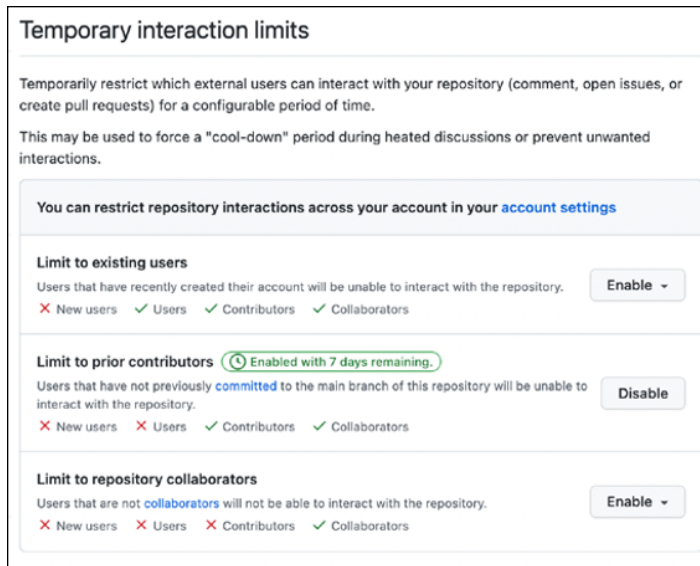 Temporary interaction limits
Temporarily restrict which external users can interact with your repository (comment, open issues, or
create pull requests) for a configurable period of time.
This may be used to force a "cool-down" period during heated discussions or prevent unwanted
interactions.
You can restrict repository interactions across your account in your account settings
Limit to existing users
Users that have recently created their account will be unable to interact with the repository.
New users Users Contributors Collaborators
Enable
Limit to prior contributors Enabled with 7 days remaining.
Users that have not previously committed to the main branch of this repository will be unable to
interact with the repository.
New users Users Contributors Collaborators
Disable
Limit to repository collaborators
Users that are not collaborators will not be able to interact with the repository.
New users Users Contributors Collaborators
Enable